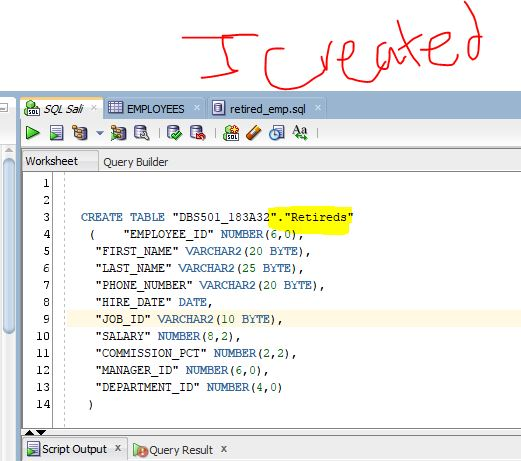 I created
SQL Sali EMPLOYEES retired_emp.sql
Aa
Worksheet Query Builder
1
2
3 CREATE TABLE "DBS501_183A32"."Retireds"
4 ( "EMPLOYEE_ID" NUMBER(6,0),
5 "FIRST_NAME" VARCHAR2(20 BYTE),
6 "LAST_NAME" VARCHAR2(25 BYTE),
7 "PHONE_NUMBER" VARCHAR2(20 BYTE),
8 "HIRE_DATE" DATE,
9 "JOB_ID" VARCHAR2(10 BYTE),
10 "SALARY" NUMBER(8,2),
11 "COMMISSION_PCT" NUMBER(2,2),
12 "MANAGER_ID" NUMBER(6,0),
13 "DEPARTMENT_ID" NUMBER(4,0)
14 )
Script Output x Query Result x